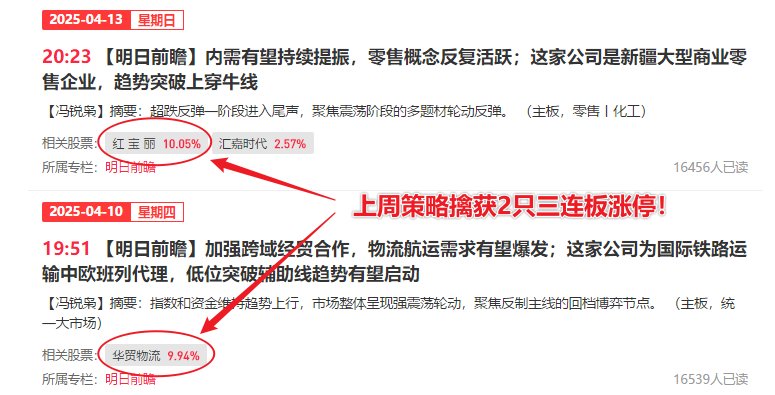 2025-04-13 星期日
20:23 【明日前瞻】内需有望持续提振，零售概念反复活跃；这家公司是新疆大型商业零
售企业，趋势突破上穿牛线
【冯锐枭】摘要：超跌反弹—阶段进入尾声，聚焦震荡阶段的多题材轮动反弹。（主板，零售丨化工）
相关股票： 红 宝 丽 10.05% 汇嘉时代 2.57%
所属专栏：明日前瞻 16456人已读
上周策略擒获2只三连板涨停！
2025-04-10 星期四
19:51 【明日前瞻】加强跨域经贸合作，物流航运需求有望爆发；这家公司为国际铁路运
输中欧班列代理，低位突破辅助线趋势有望启动
【冯锐枭】摘要：指数和资金维持趋势上行，市场整体呈现强震荡轮动，聚焦反制主线的回档博弈节点。（主板，统
一大市场）
相关股票： 华贸物流 9.94%
所属专栏：明日前瞻 16539人已读